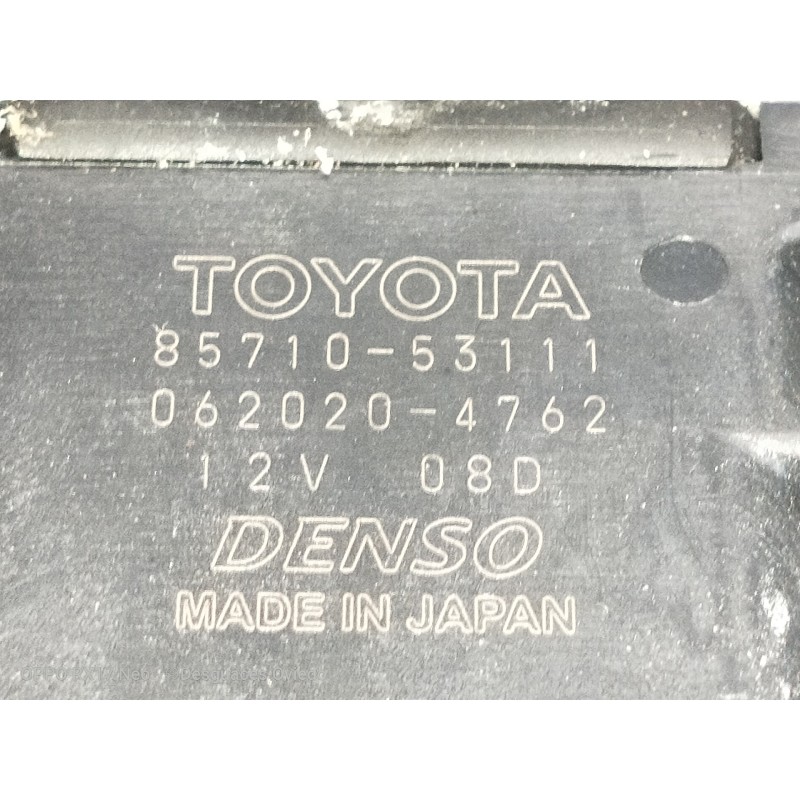 TOYOTA
85710-53111
062020-4762
12V 08D
DENSO
MADE IN JAPAN